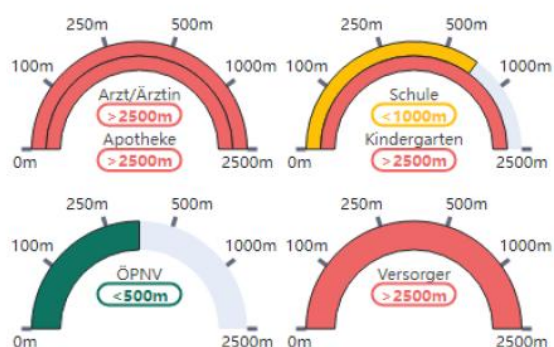 250m 500m
100m 1000m
Arzt/Ärztin
>2500m
Apotheke
>2500m
0m 2500m
250m 500m
100m 1000m
Schule
<1000m
Kindergarten
>2500m
0m 2500m
250m 500m
100m 1000m
ÖPNV
<500m
0m 2500m
250m 500m
100m 1000m
Versorger
>2500m
0m 2500m